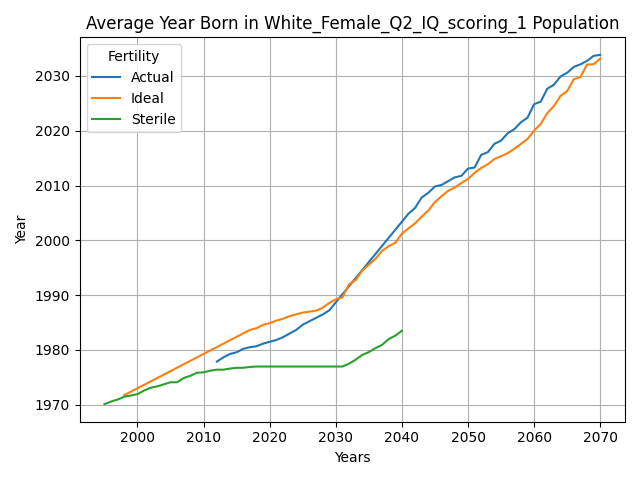 Average Year Born in White_Female_Q2_IQ_scoring_1 Population
Fertility
Actual
Ideal
Sterile
Year
2030
2020
2010
2000
1990
1980
1970
2000 2010 2020 2030 2040 2050 2060 2070
Years